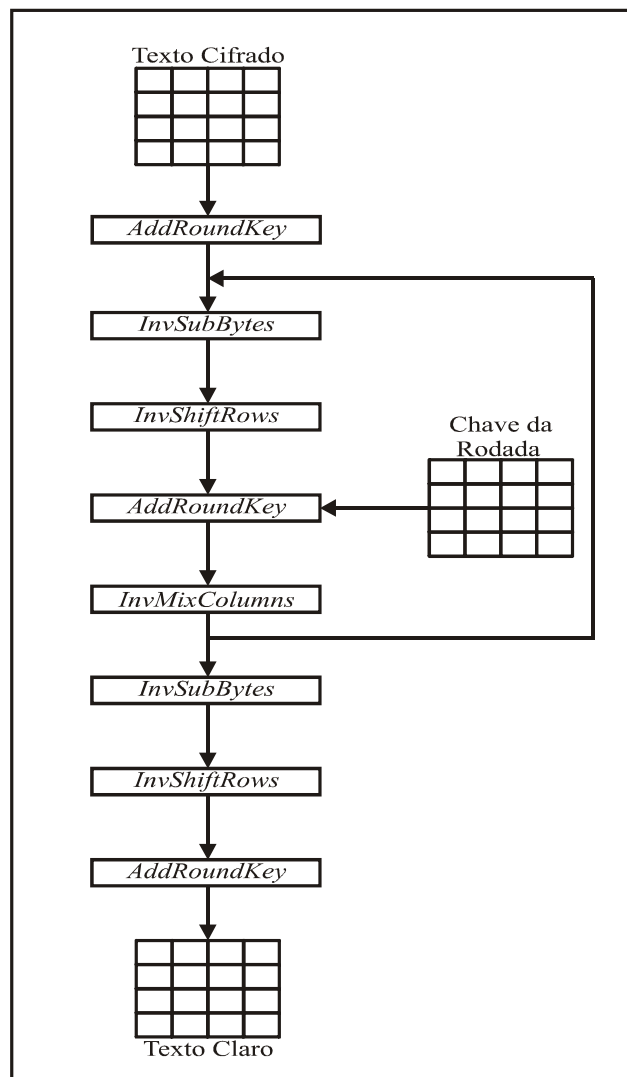 Texto Cifrado
AddRoundKey
InvSubBytes
InvShiftRows
Chave da
Rodada
AddRoundKey
InvMixColumns
InvSubBytes
InvShiftRows
AddRoundKey
Texto Claro